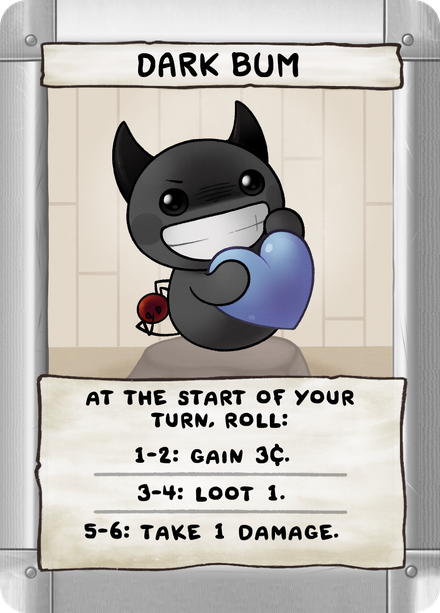 DARK BUM
AT THE START OF YOUR
TURN, ROLL:
1-2: GAIN 3¢.
3-4: LOOT 1.
5-6: TAKE 1 DAMAGE.